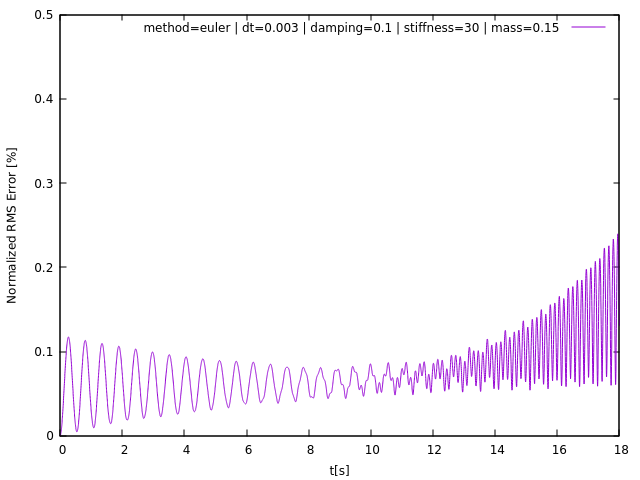 method=euler | dt=0.003 | damping=0.1 | stiffness=30 | mass=0.15
0.5
0.4
0.3
0.2
0.1
0
Normalized RMS Error [%]
0 2 4 6 8 10 12 14 16 18
t[s]